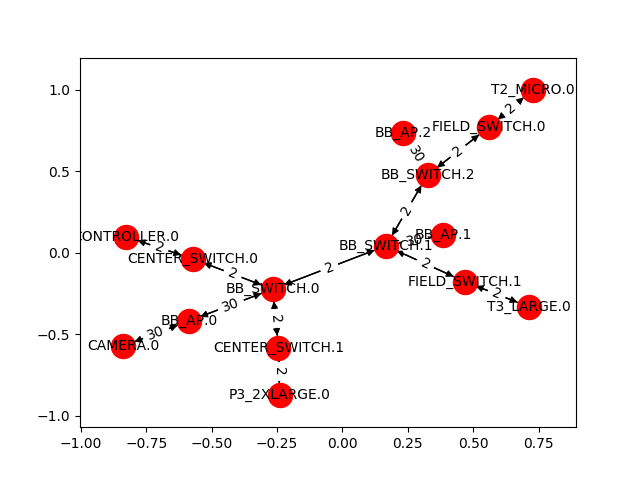 1.0
0.5
0.0
−0.5
−1.0
−1.00
−0.75
−0.50
−0.25
0.00
0.25
0.50
0.75
T2_MICRO.0
2
FIELD_SWITCH.0
BB_AP.2
30
2
BB_SWITCH.2
2
CONTROLLER.0
2
CENTER_SWITCH.0
2
BB_SWITCH.1
30
BB_AP.1
2
2
FIELD_SWITCH.1
2
T3_LARGE.0
BB_SWITCH.0
30
BB_AP.0
30
CAMERA.0
2
CENTER_SWITCH.1
2
P3_2XLARGE.0